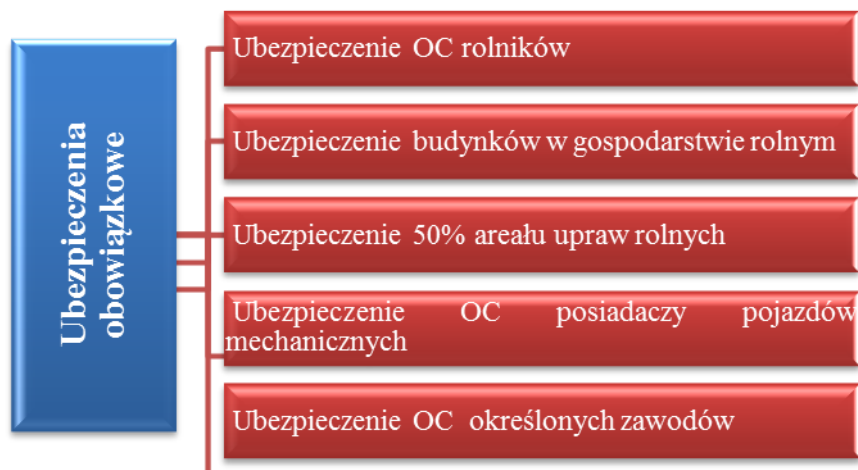 Ubezpieczenia
obowiązkowe
Ubezpieczenie OC rolników
Ubezpieczenie budynków w gospodarstwie rolnym
Ubezpieczenie 50% areału upraw rolnych
Ubezpieczenie OC posiadaczy pojazdów
mechanicznych
Ubezpieczenie OC określonych zawodów